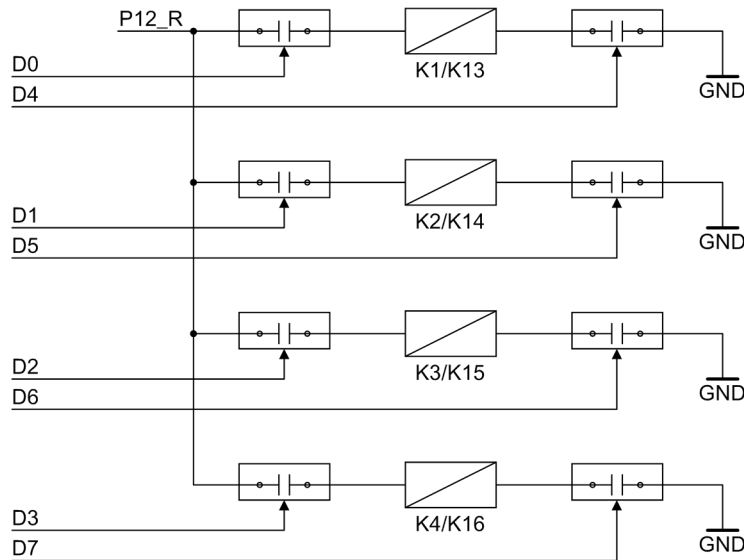 P12_R
D0
K1/K13
D4
GND
D1
K2/K14
D5
GND
D2
K3/K15
D6
GND
D3
K4/K16
D7
GND